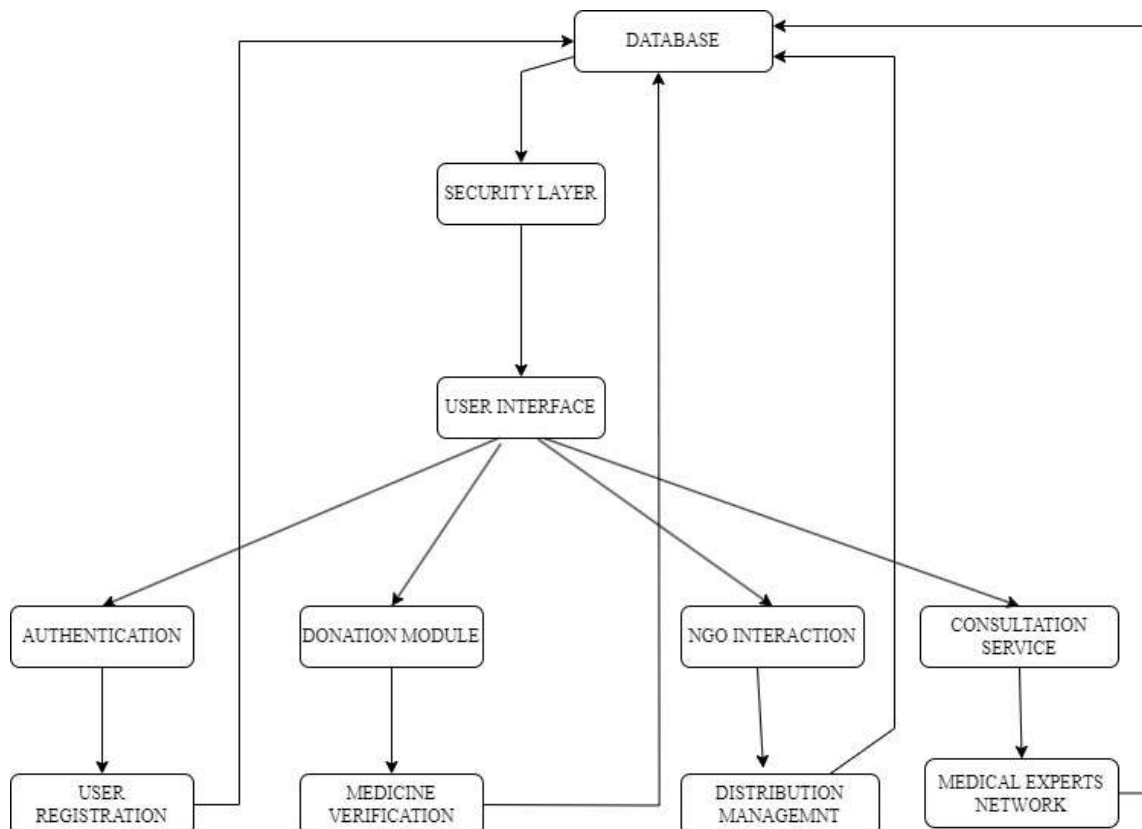 DATABASE
SECURITY LAYER
USER INTERFACE
AUTHENTICATION
DONATION MODULE
NGO INTERACTION
CONSULTATION
SERVICE
USER
REGISTRATION
MEDICINE
VERIFICATION
DISTRIBUTION
MANAGEMNT
MEDICAL EXPERTS
NETWORK